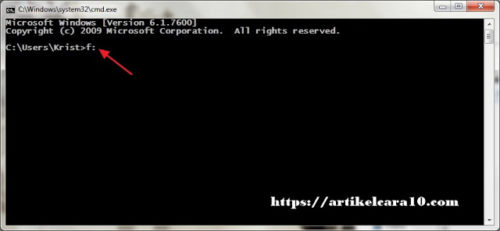 C:\Windows\system32\cmd.exe
Microsoft Windows [Version 6.1.7600]
Copyright (c) 2009 Microsoft Corporation.  All rights reserved.
C:\Users\Krist>f:
https://artikelcara10.com